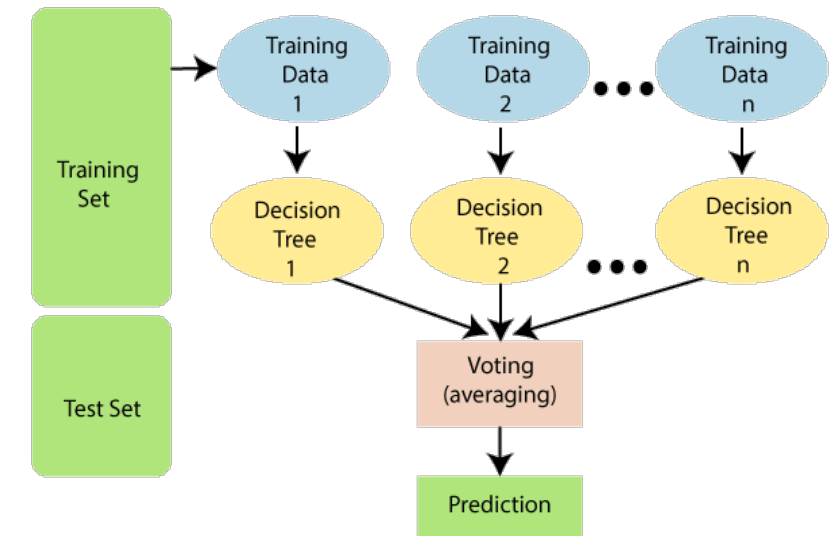 Training
Data
1
Training
Data
2
Training
Data
n
Training
Set
Decision
Tree
1
Decision
Tree
2
Decision
Tree
n
Voting
(averaging)
Test Set
Prediction